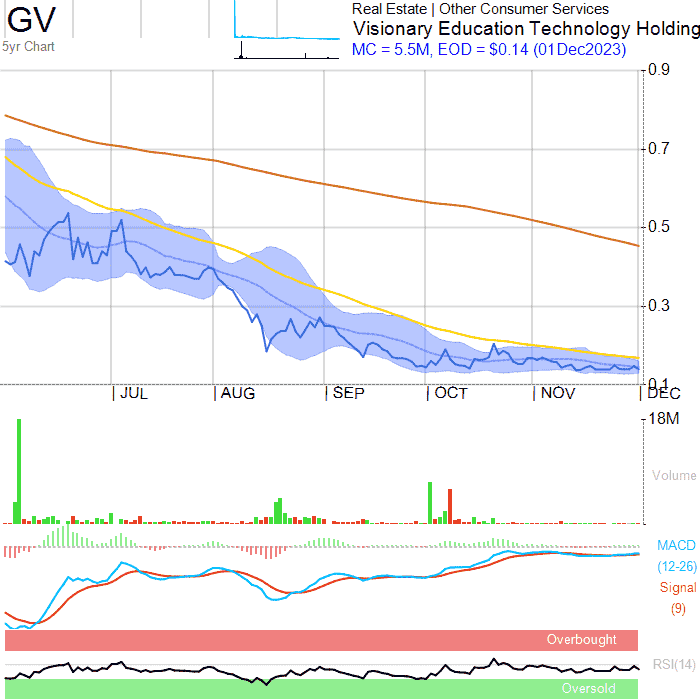 GV
5yr Chart
Real Estate | Other Consumer Services
Visionary Education Technology Holding
MC = 5.5M, EOD = $0.14 (01Dec2023)
0.9
0.7
0.5
0.3
0.1
JUL AUG SEP OCT NOV DEC
18M
Volume
MACD
(12-26)
Signal
(9)
Overbought
RSI(14)
Oversold